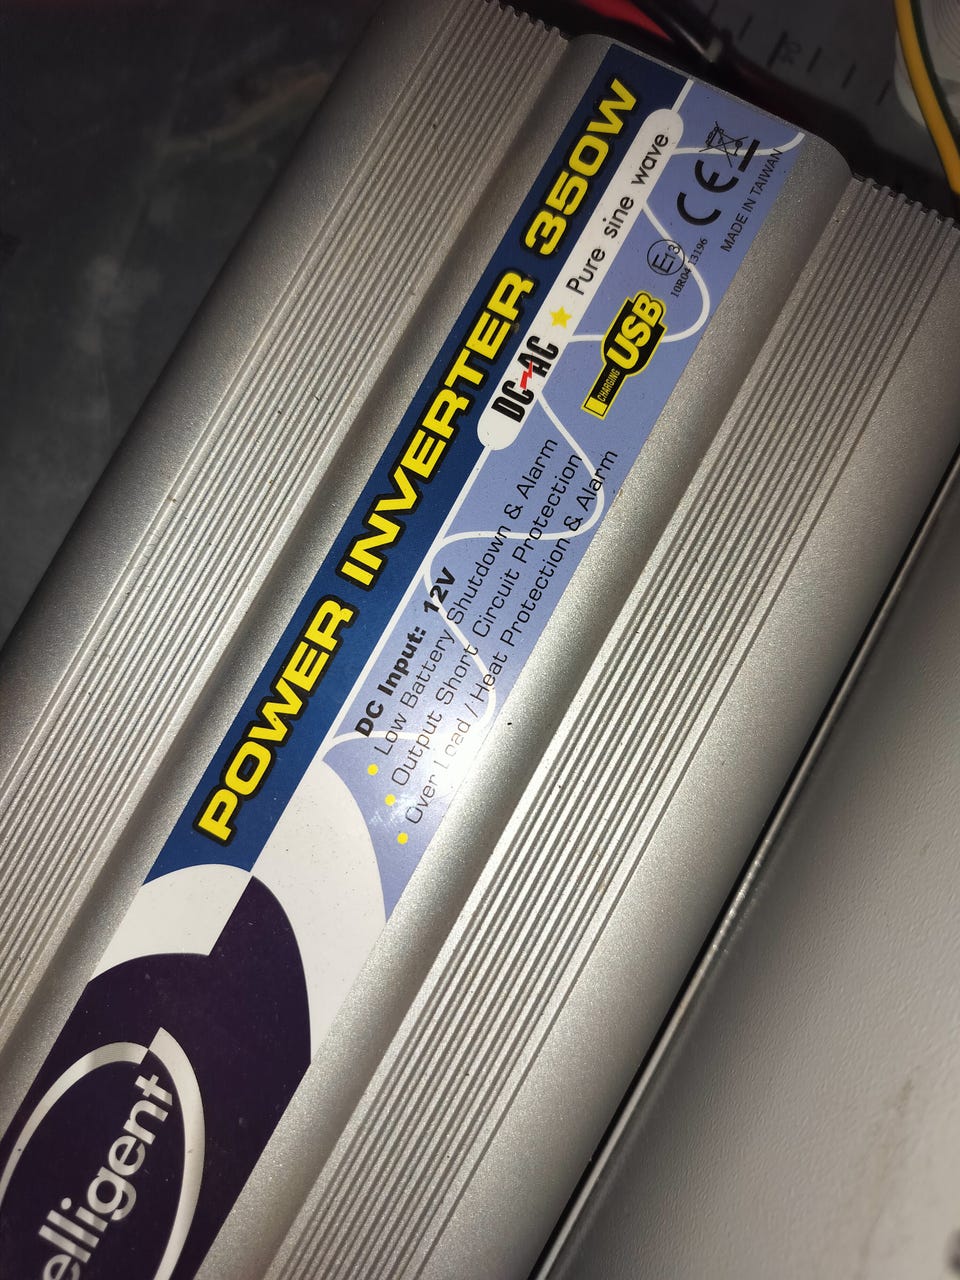 POWER INVERTER 350W
DC AC ★ Pure sine wave
CE
E13
10R04 13196
MADE IN TAIWAN
CHARGING USB
DC Input: 12V
• Low Battery Shutdown & Alarm
• Output Short Circuit Protection
• Over Load / Heat Protection & Alarm
elligent